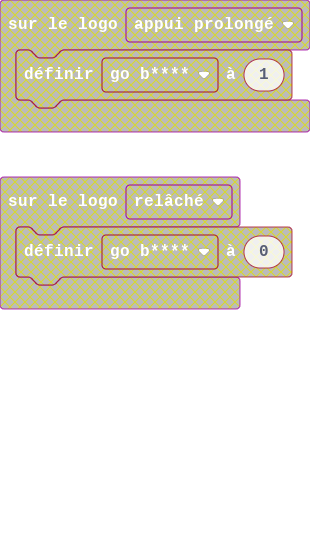 sur le logo appui prolongé
définir go b**** à 1
sur le logo relâché
définir go b**** à 0